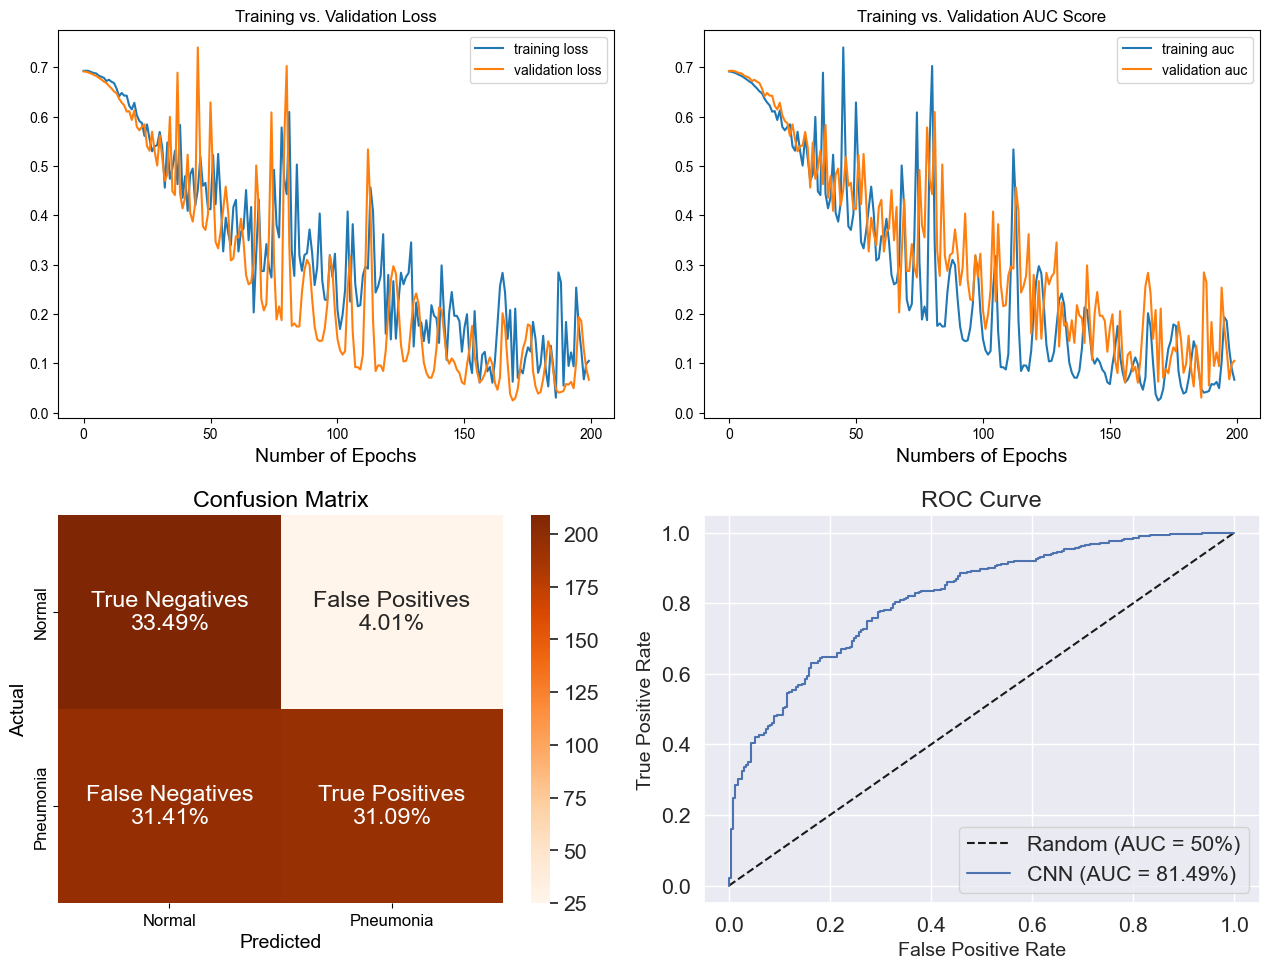 Training vs. Validation Loss
training loss
validation loss
0.7
0.6
0.5
0.4
0.3
0.2
0.1
0.0
0
50
100
150
200
Number of Epochs
Training vs. Validation AUC Score
training auc
validation auc
0.7
0.6
0.5
0.4
0.3
0.2
0.1
0.0
0
50
100
150
200
Numbers of Epochs
Confusion Matrix
Actual
Normal
Pneumonia
True Negatives
33.49%
False Positives
4.01%
False Negatives
31.41%
True Positives
31.09%
Normal
Pneumonia
Predicted
200
175
150
125
100
75
50
25
ROC Curve
True Positive Rate
1.0
0.8
0.6
0.4
0.2
0.0
Random (AUC = 50%)
CNN (AUC = 81.49%)
0.0
0.2
0.4
0.6
0.8
1.0
False Positive Rate